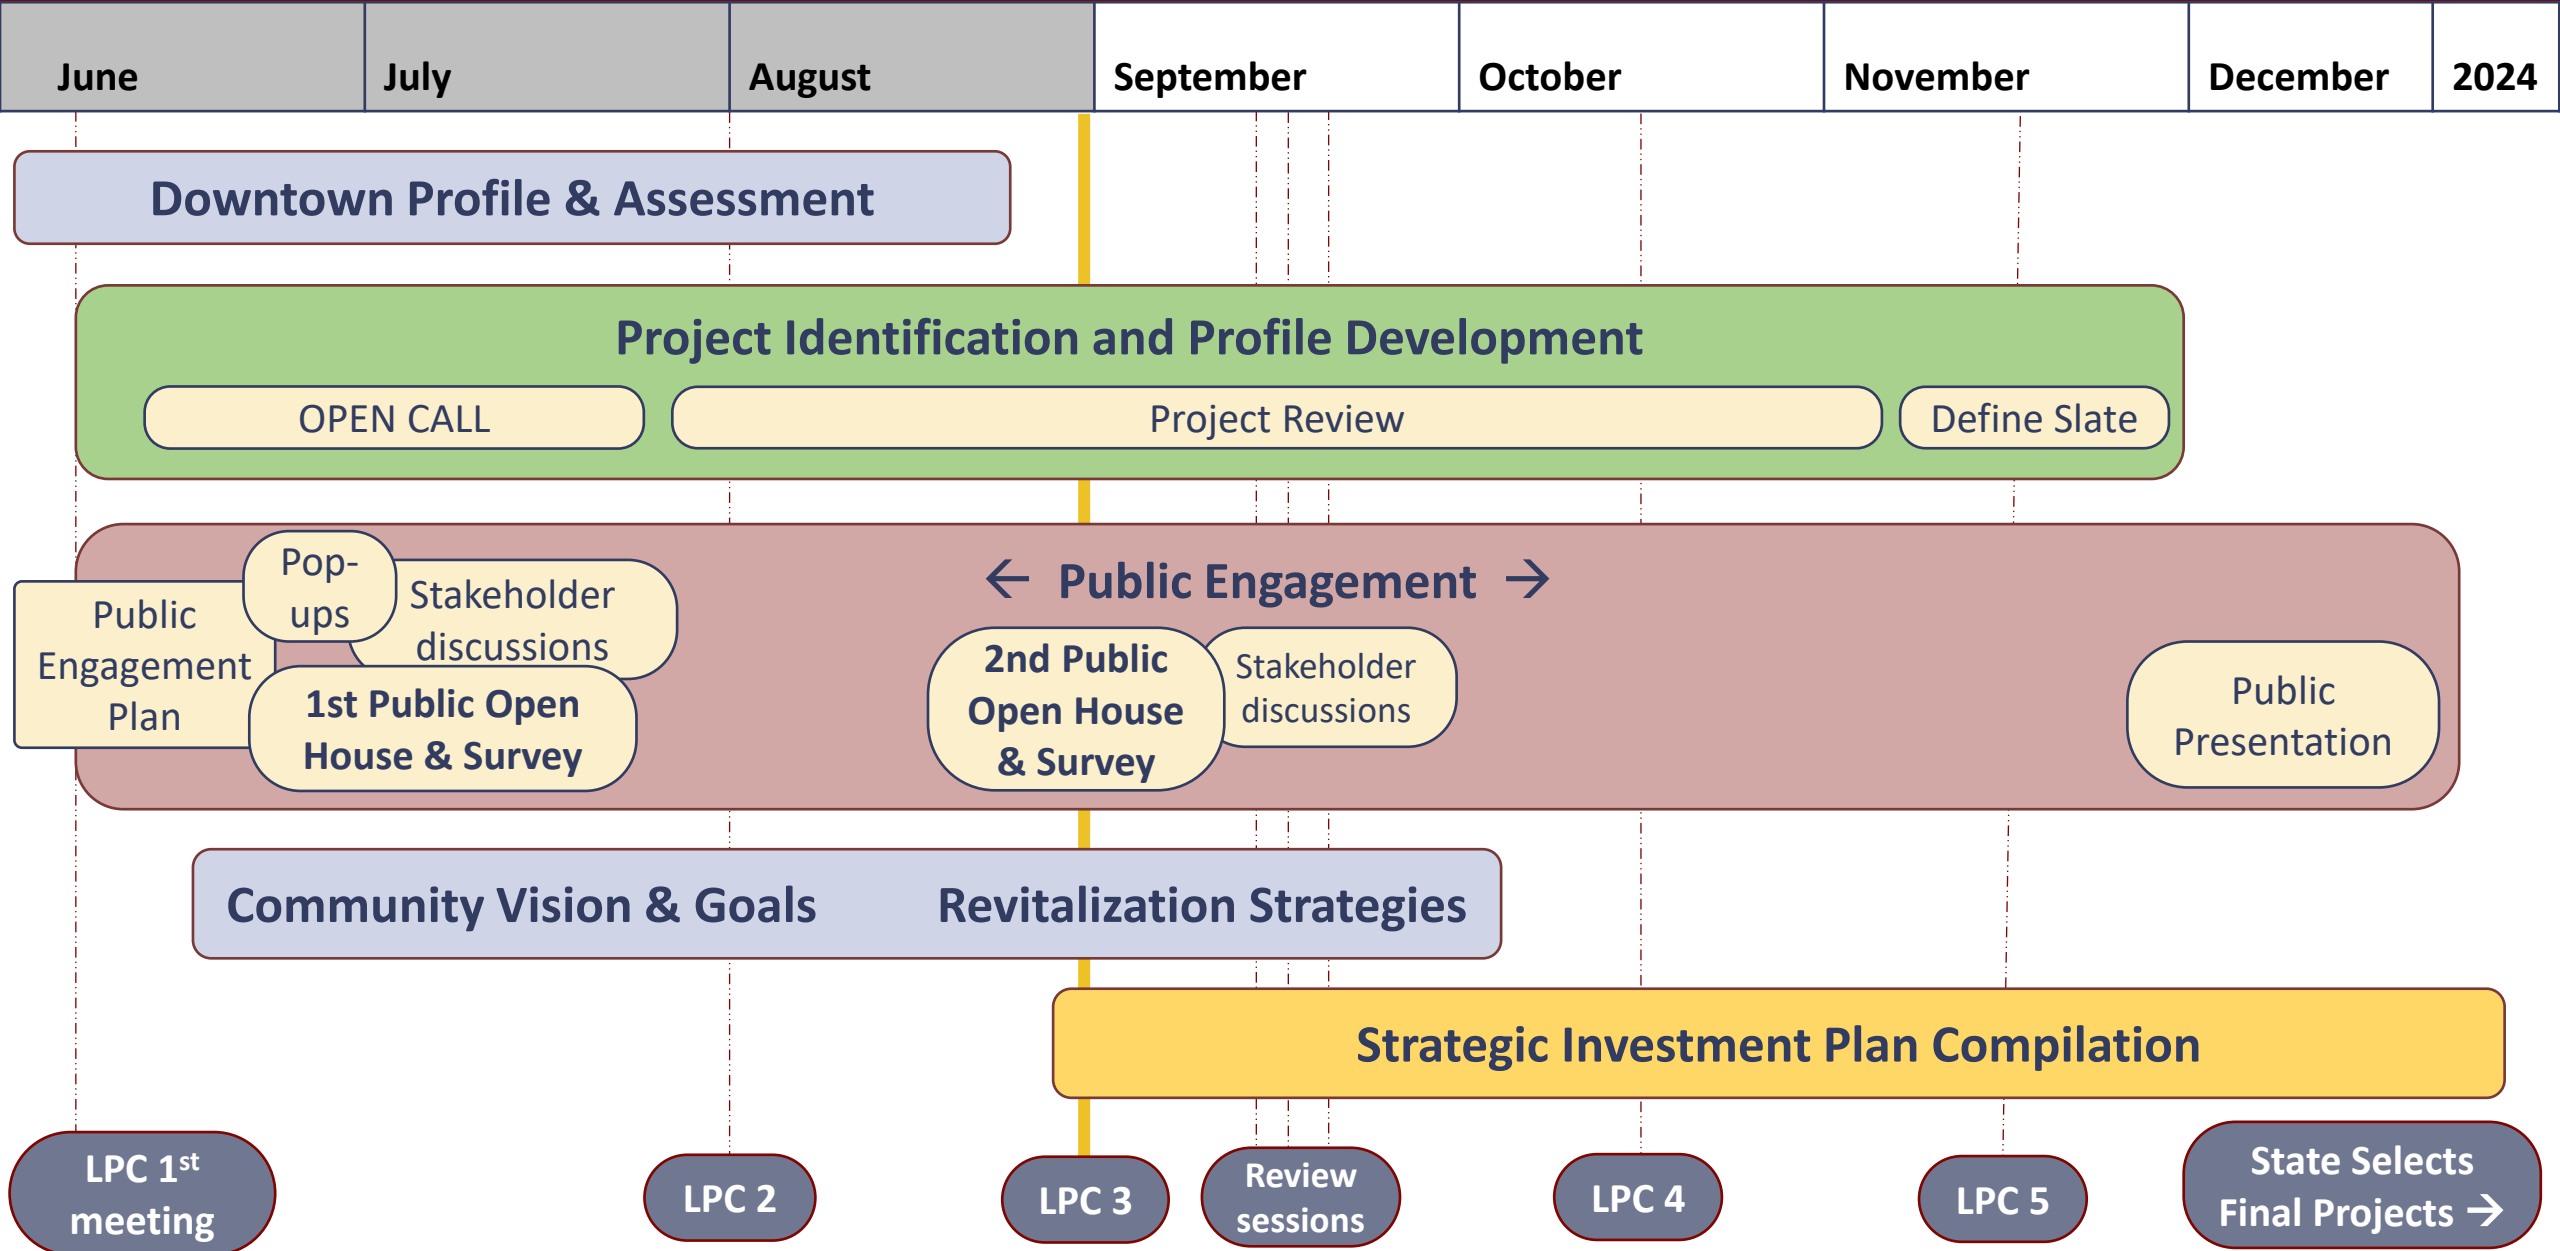 June
July
August
September
October
November
December
2024
Downtown Profile & Assessment
Project Identification and Profile Development
OPEN CALL
Project Review
Define Slate
← Public Engagement →
Public
Engagement
Plan
Pop-
ups
Stakeholder
discussions
1st Public Open
House & Survey
2nd Public
Open House
& Survey
Stakeholder
discussions
Public
Presentation
Community Vision & Goals
Revitalization Strategies
Strategic Investment Plan Compilation
LPC 1st
meeting
LPC 2
LPC 3
Review
sessions
LPC 4
LPC 5
State Selects
Final Projects →